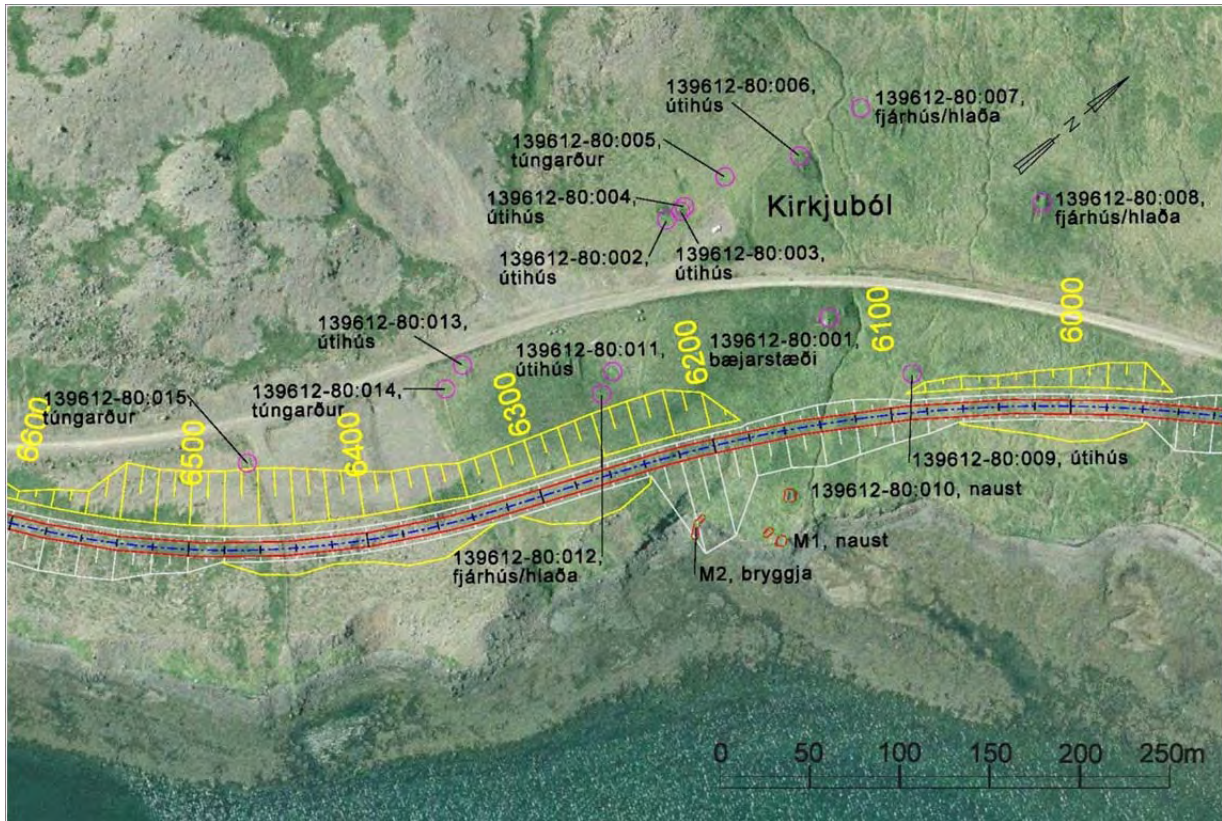 139612-80:006,
útihús
139612-80:007,
fjárhús/hlaða
N
139612-80:005,
túngarður
139612-80:004,
útihús
Kirkjuból
139612-80:008,
fjárhús/hlaða
139612-80:002,
útihús
139612-80:003,
útihús
139612-80:013,
útihús
139612-80:011,
útihús
139612-80:001,
bæjarstæði
6200
6100
6000
139612-80:015,
túngarður
139612-80:014,
túngarður
6600
6500
6400
6300
139612-80:009, útihús
139612-80:010, naust
M1, naust
139612-80:012,
fjárhús/hlaða
M2, bryggja
0 50 100 150 200 250m